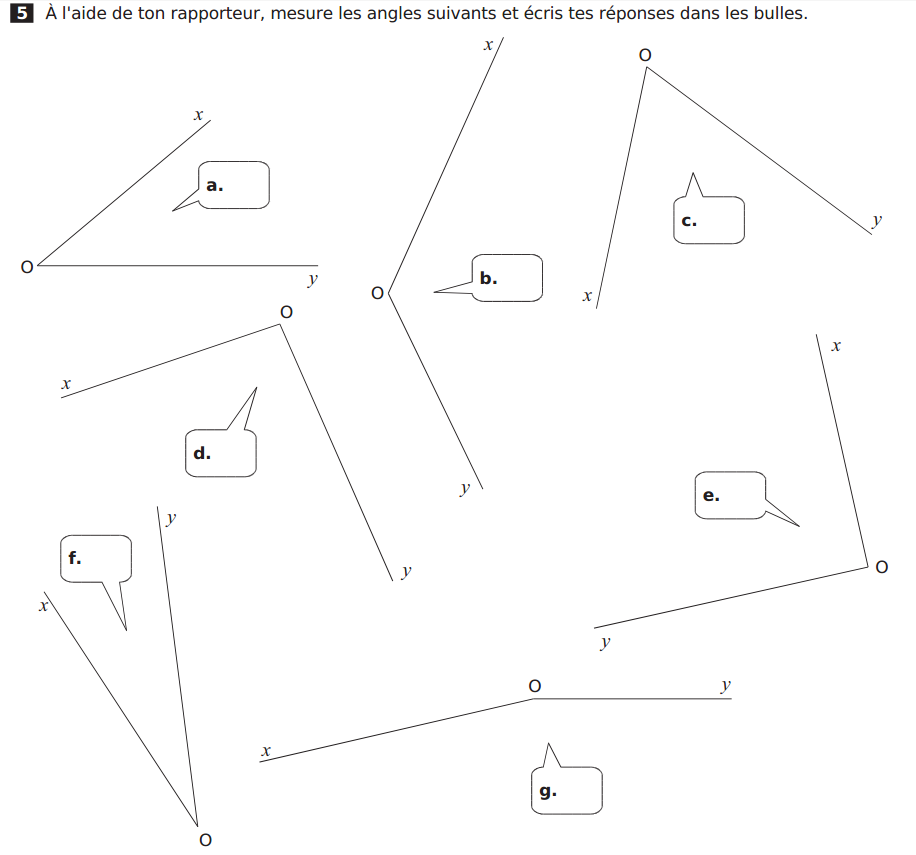 5 À l'aide de ton rapporteur, mesure les angles suivants et écris tes réponses dans les bulles.
x
O
x
a.
y
O
y
b.
O
c.
x
y
O
x
d.
y
x
e.
O
y
y
f.
x
O
O
y
x
g.